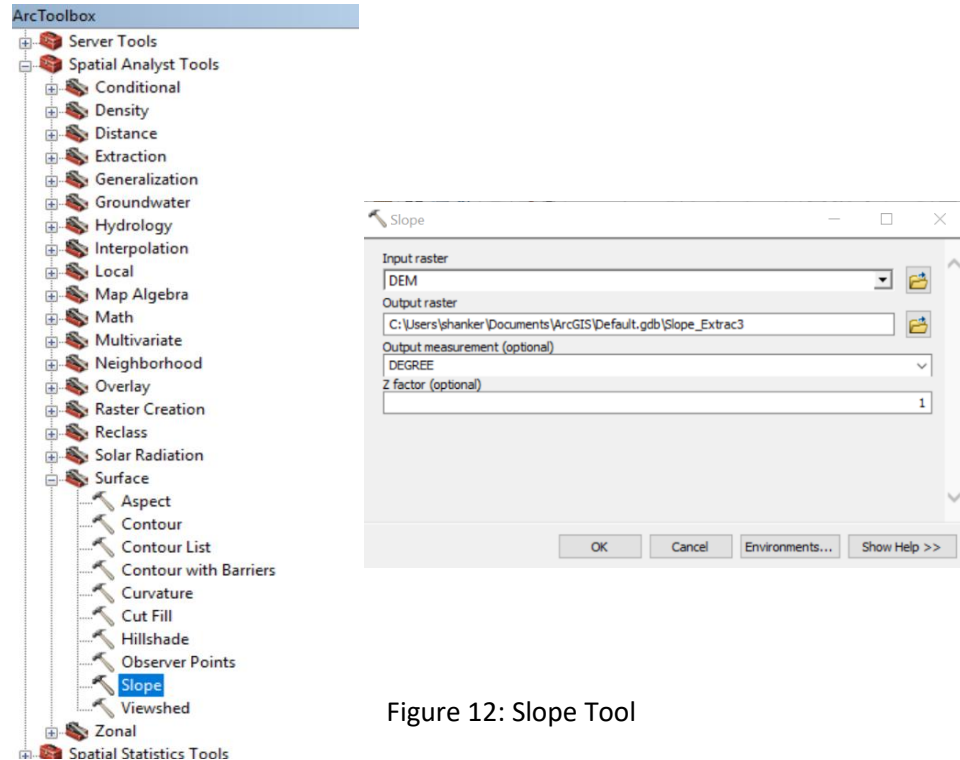 ArcToolbox
Server Tools
Spatial Analyst Tools
Conditional
Density
Distance
Extraction
Generalization
Groundwater
Hydrology
Interpolation
Local
Map Algebra
Math
Multivariate
Neighborhood
Overlay
Raster Creation
Reclass
Solar Radiation
Surface
Aspect
Contour
Contour List
Contour with Barriers
Curvature
Cut Fill
Hillshade
Observer Points
Slope
Viewshed
Zonal
Spatial Statistics Tools
Slope
Input raster
DEM
Output raster
C:\Users\shanker\Documents\ArcGIS\Default.gdb\Slope_Extrac3
Output measurement (optional)
DEGREE
Z factor (optional)
1
OK Cancel Environments... Show Help >>
Figure 12: Slope Tool